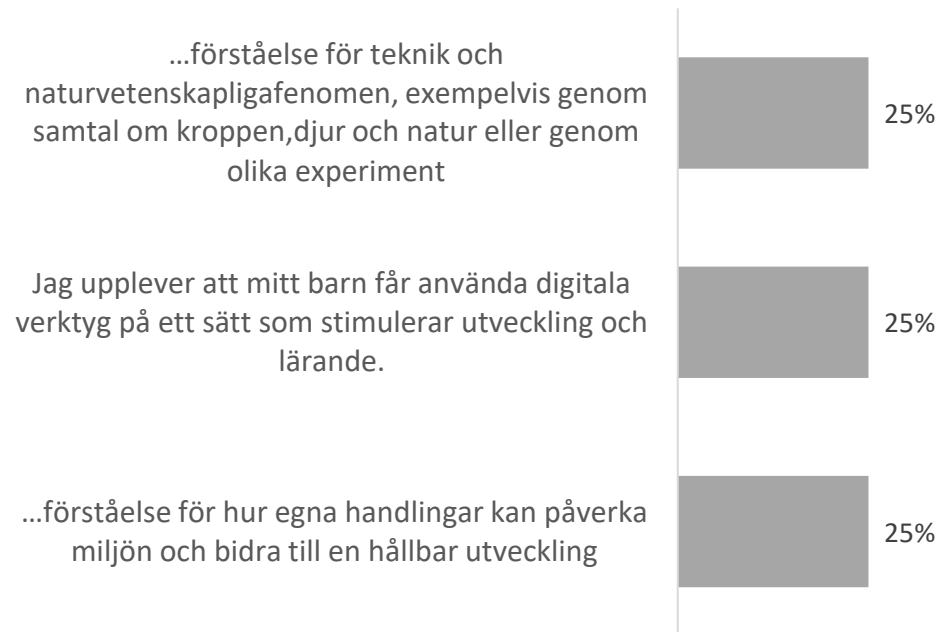 …förståelse för teknik och
naturvetenskapligafenomen, exempelvis genom
samtal om kroppen,djur och natur eller genom
olika experiment
25%
Jag upplever att mitt barn får använda digitala
verktyg på ett sätt som stimulerar utveckling och
lärande.
25%
…förståelse för hur egna handlingar kan påverka
miljön och bidra till en hållbar utveckling
25%